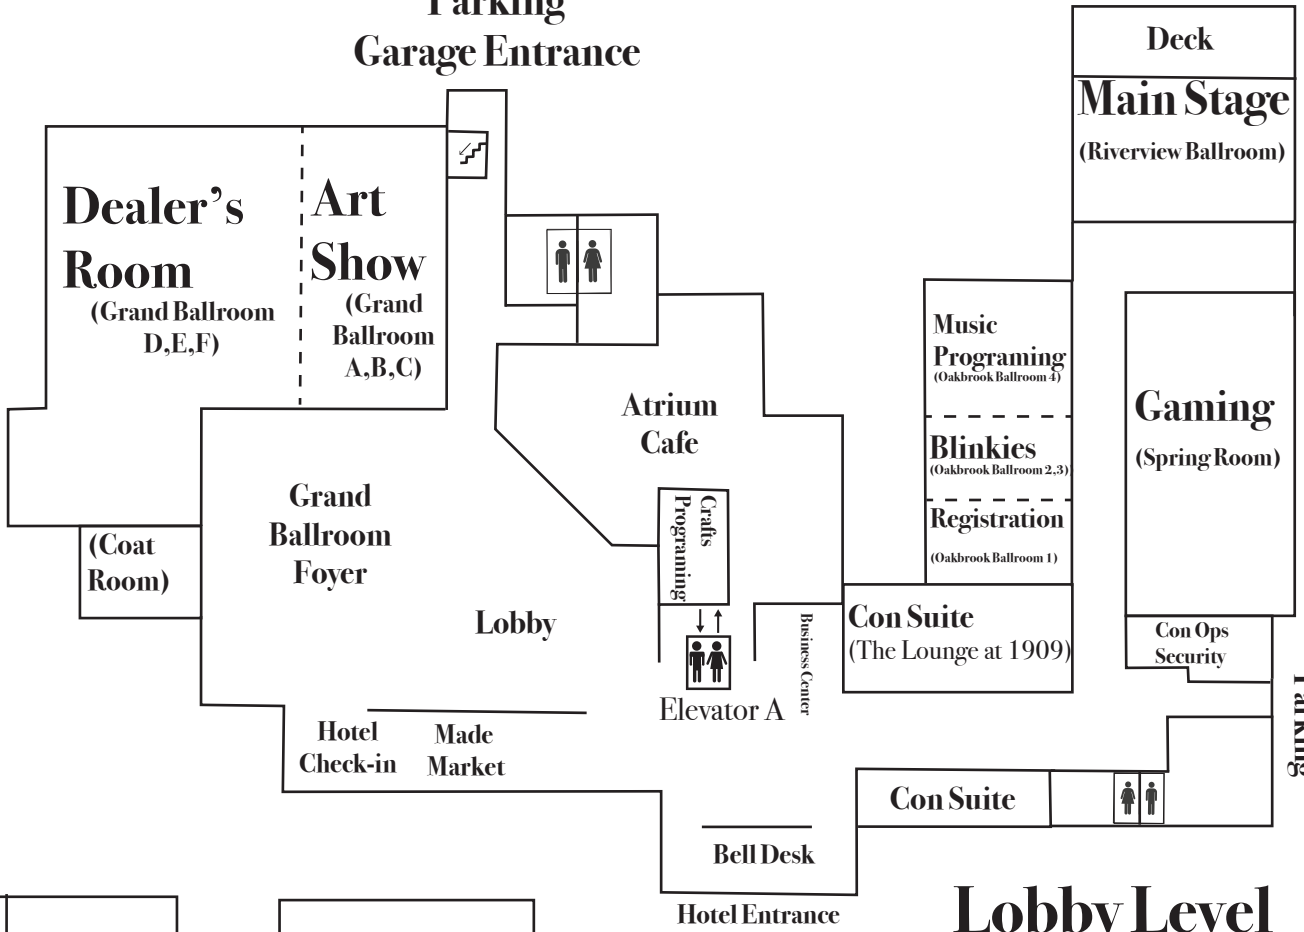 Parking
Garage Entrance
Deck
Main Stage
(Riverview Ballroom)
Dealer's
Room
(Grand Ballroom
D,E,F)
Art
Show
(Grand
Ballroom
A,B,C)
Music
Programing
(Oakbrook Ballroom 4)
Blinkies
(Oakbrook Ballroom 2,3)
Registration
(Oakbrook Ballroom 1)
Gaming
(Spring Room)
Atrium
Cafe
Crafts
Programing
Grand
Ballroom
Foyer
(Coat
Room)
Lobby
Elevator A
Business Center
Con Suite
(The Lounge at 1909)
Con Ops
Security
Parking
Hotel
Check-in
Made
Market
Con Suite
Bell Desk
Hotel Entrance
Lobby Level